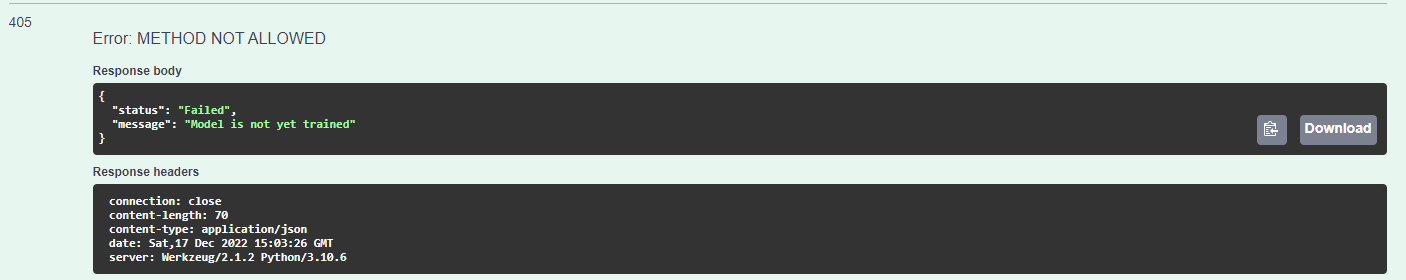 405
Error: METHOD NOT ALLOWED
Response body
{
  "status": "Failed",
  "message": "Model is not yet trained"
}
Download
Response headers
connection: close
content-length: 70
content-type: application/json
date: Sat,17 Dec 2022 15:03:26 GMT
server: Werkzeug/2.1.2 Python/3.10.6